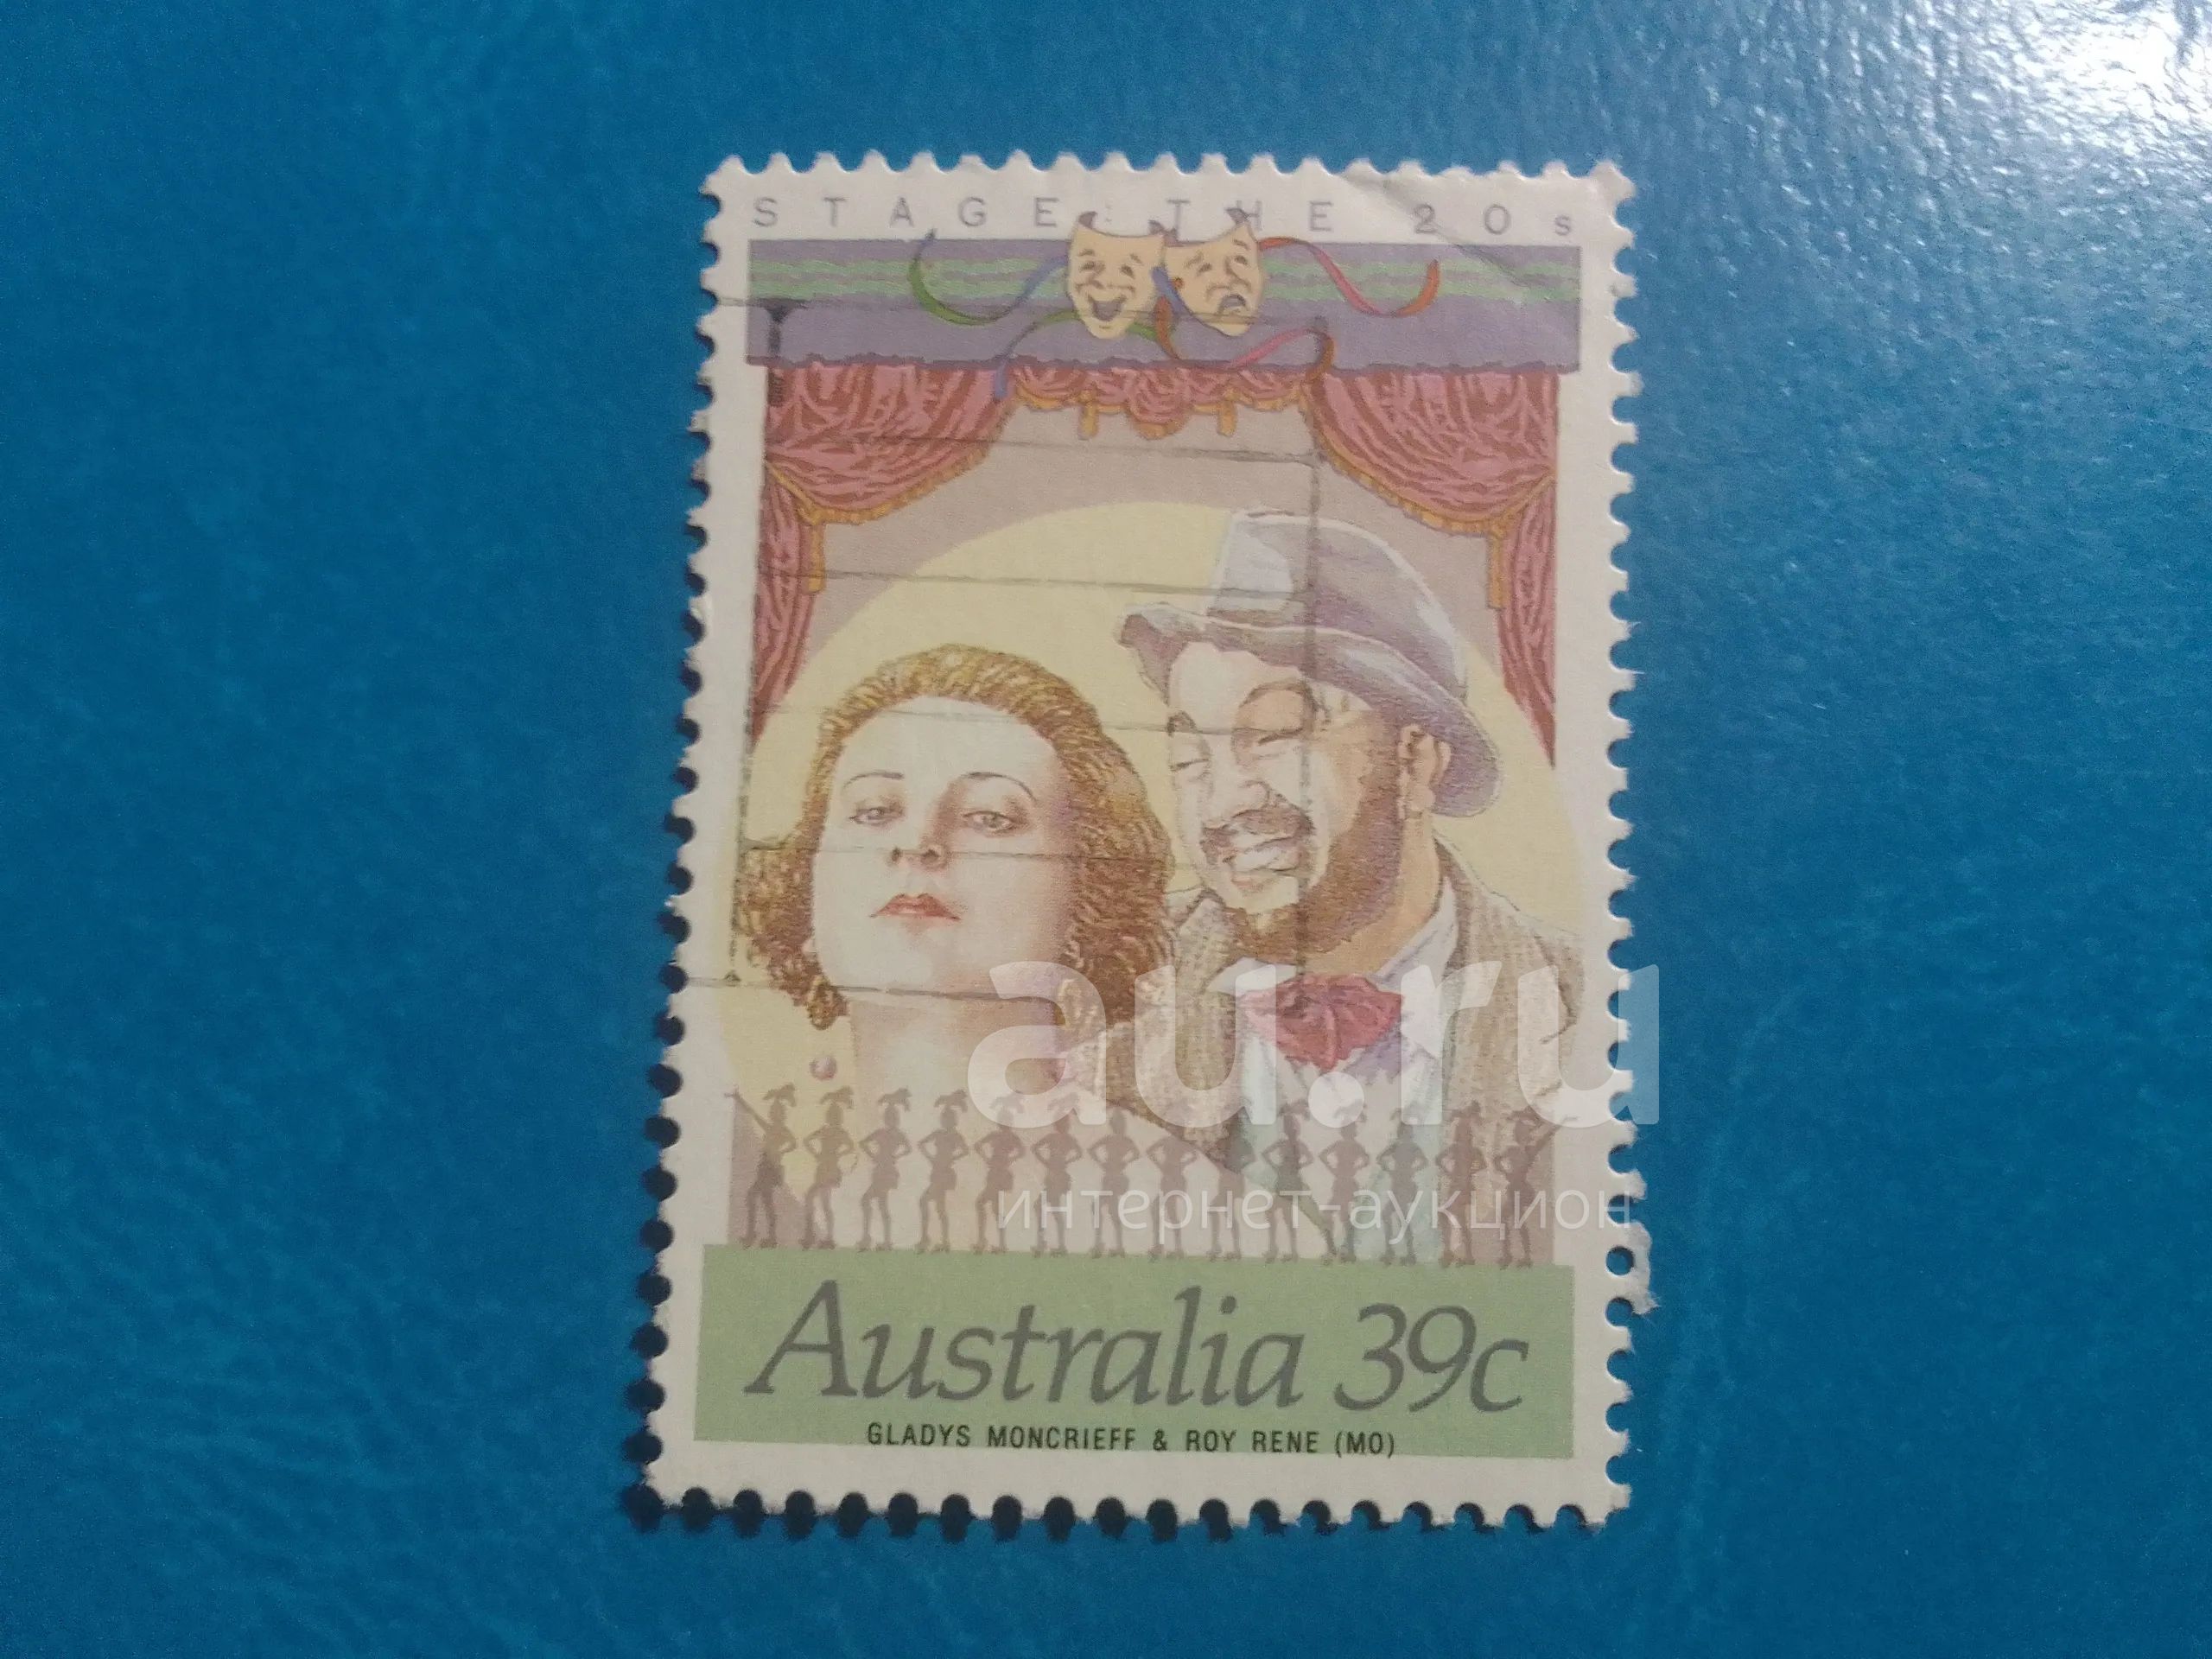 STAGE: THE 20s
au.ru
интернет-аукцион
Australia 39c
GLADYS MONCRIEFF & ROY RENE (MO)